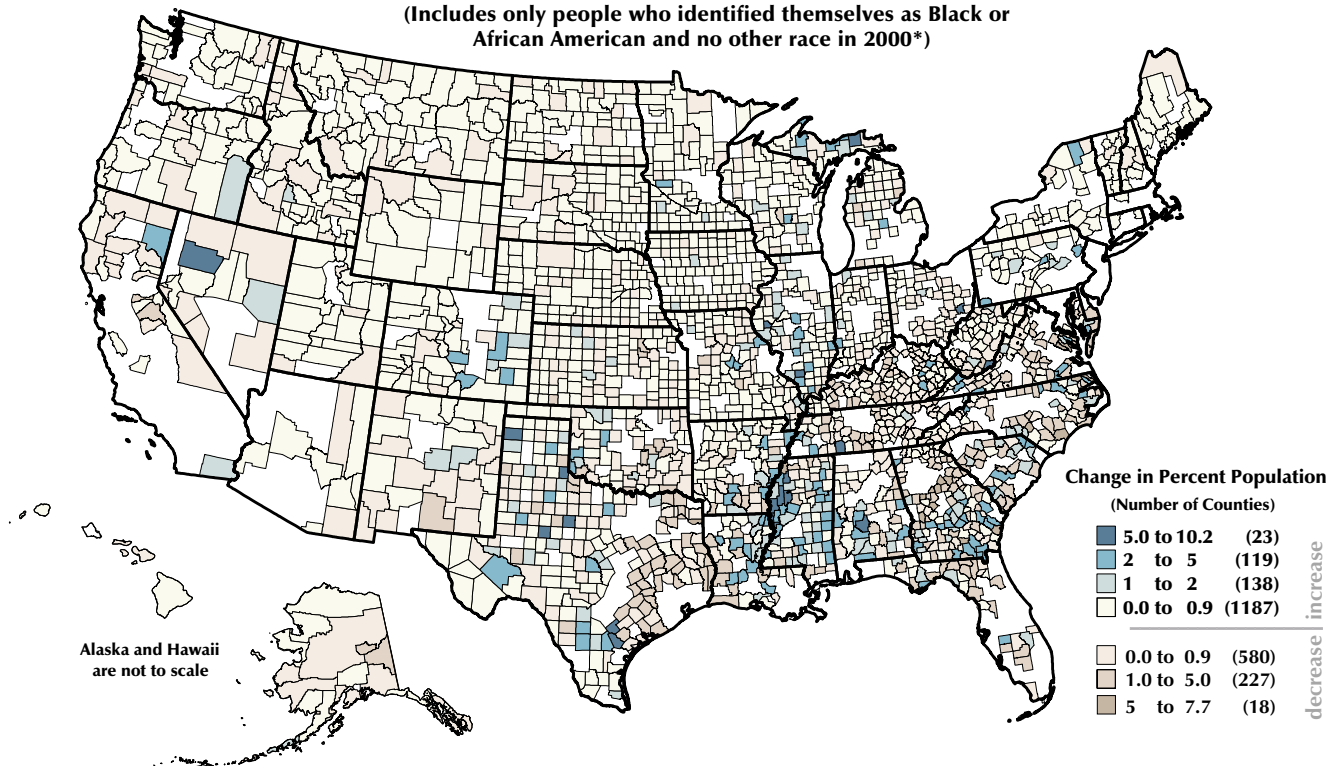 (Includes only people who identified themselves as Black or
African American and no other race in 2000*)
Change in Percent Population
(Number of Counties)
5.0 to 10.2 (23)
2 to 5 (119)
1 to 2 (138)
0.0 to 0.9 (1187)
increase
0.0 to 0.9 (580)
1.0 to 5.0 (227)
5 to 7.7 (18)
decrease
Alaska and Hawaii
are not to scale